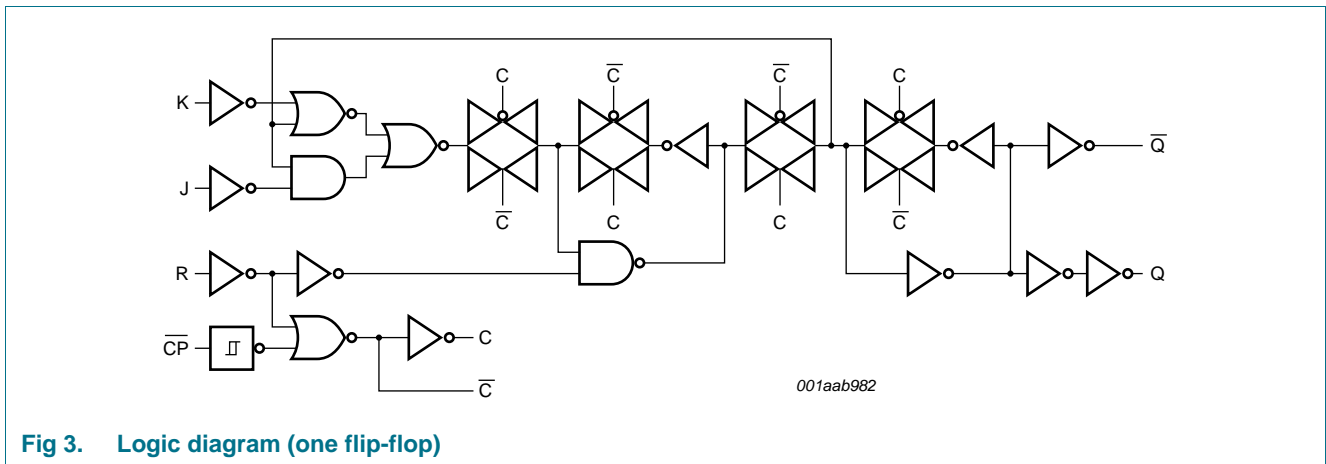 C C̅ C̅ C
K
J
Q̅
C̅ C C C̅
R
Q
C̅P̅
C
C̅
001aab982
Fig 3. Logic diagram (one flip-flop)